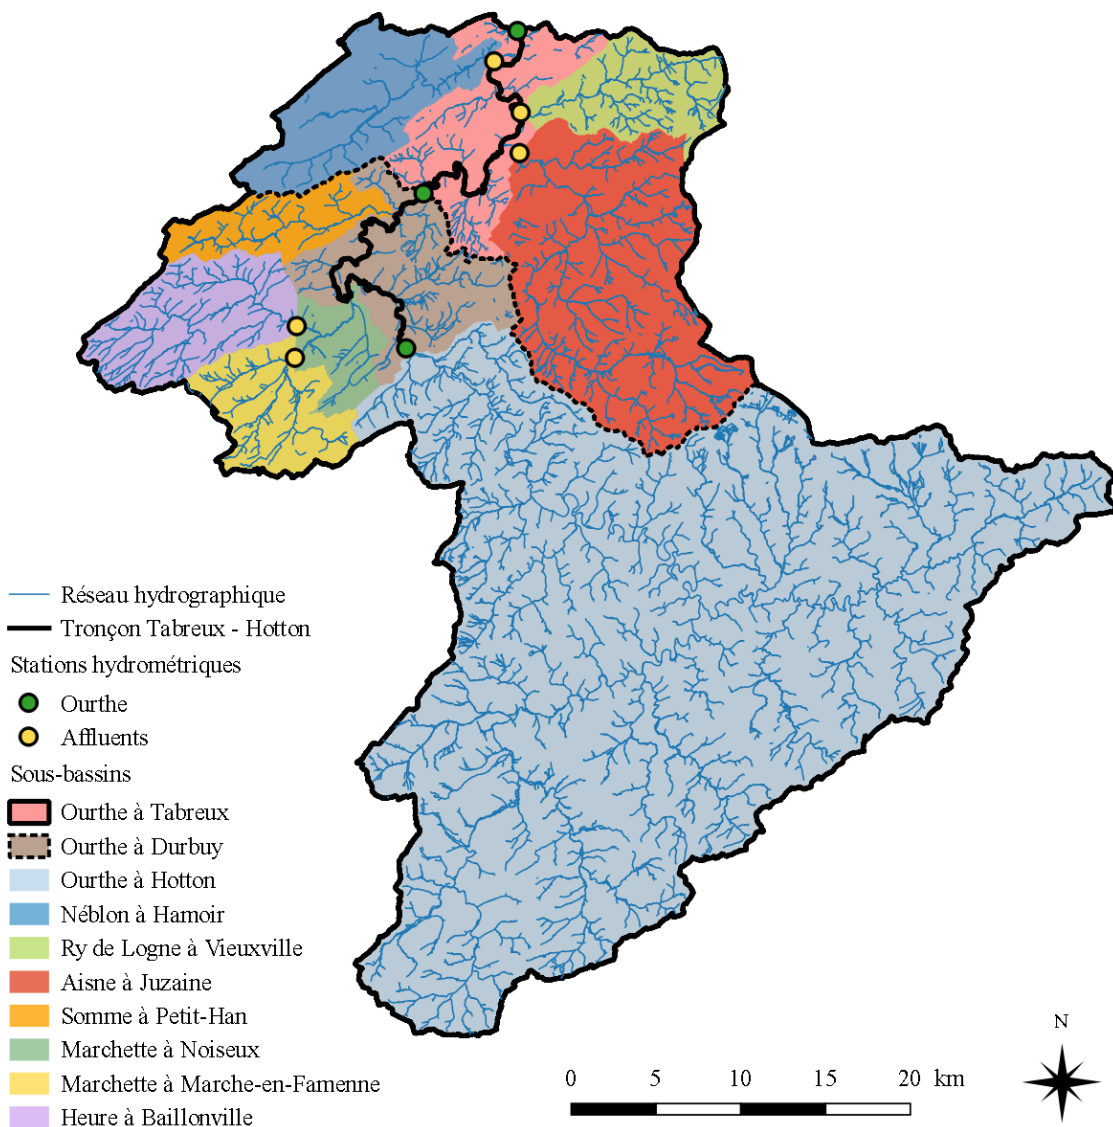 Réseau hydrographique
Tronçon Tabreux - Hotton
Stations hydrométriques
Ourthe
Affluents
Sous-bassins
Ourthe à Tabreux
Ourthe à Durbuy
Ourthe à Hotton
Néblon à Hamoir
Ry de Logne à Vieuxville
Aisne à Juzaine
Somme à Petit-Han
Marchette à Noiseux
Marchette à Marche-en-Famenne
Heure à Baillonville
0 5 10 15 20 km
N